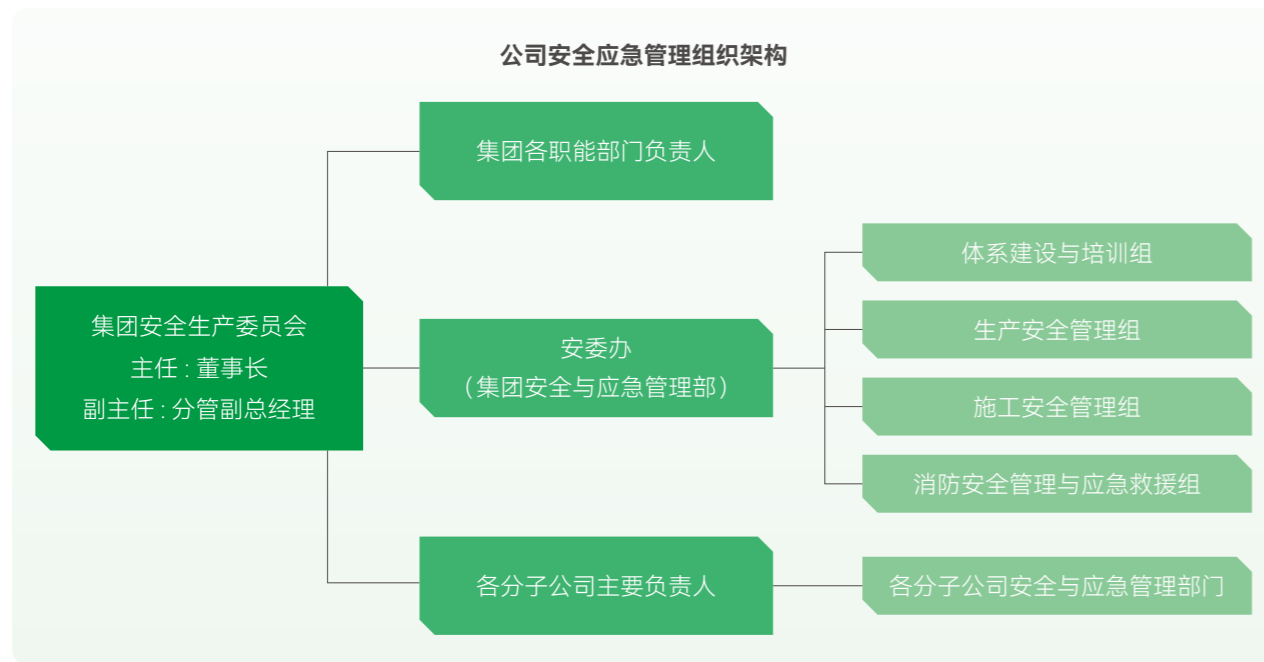 公司安全应急管理组织架构
集团各职能部门负责人
集团安全生产委员会
主任 : 董事长
副主任 : 分管副总经理
安委办
（集团安全与应急管理部）
体系建设与培训组
生产安全管理组
施工安全管理组
消防安全管理与应急救援组
各分子公司主要负责人
各分子公司安全与应急管理部门